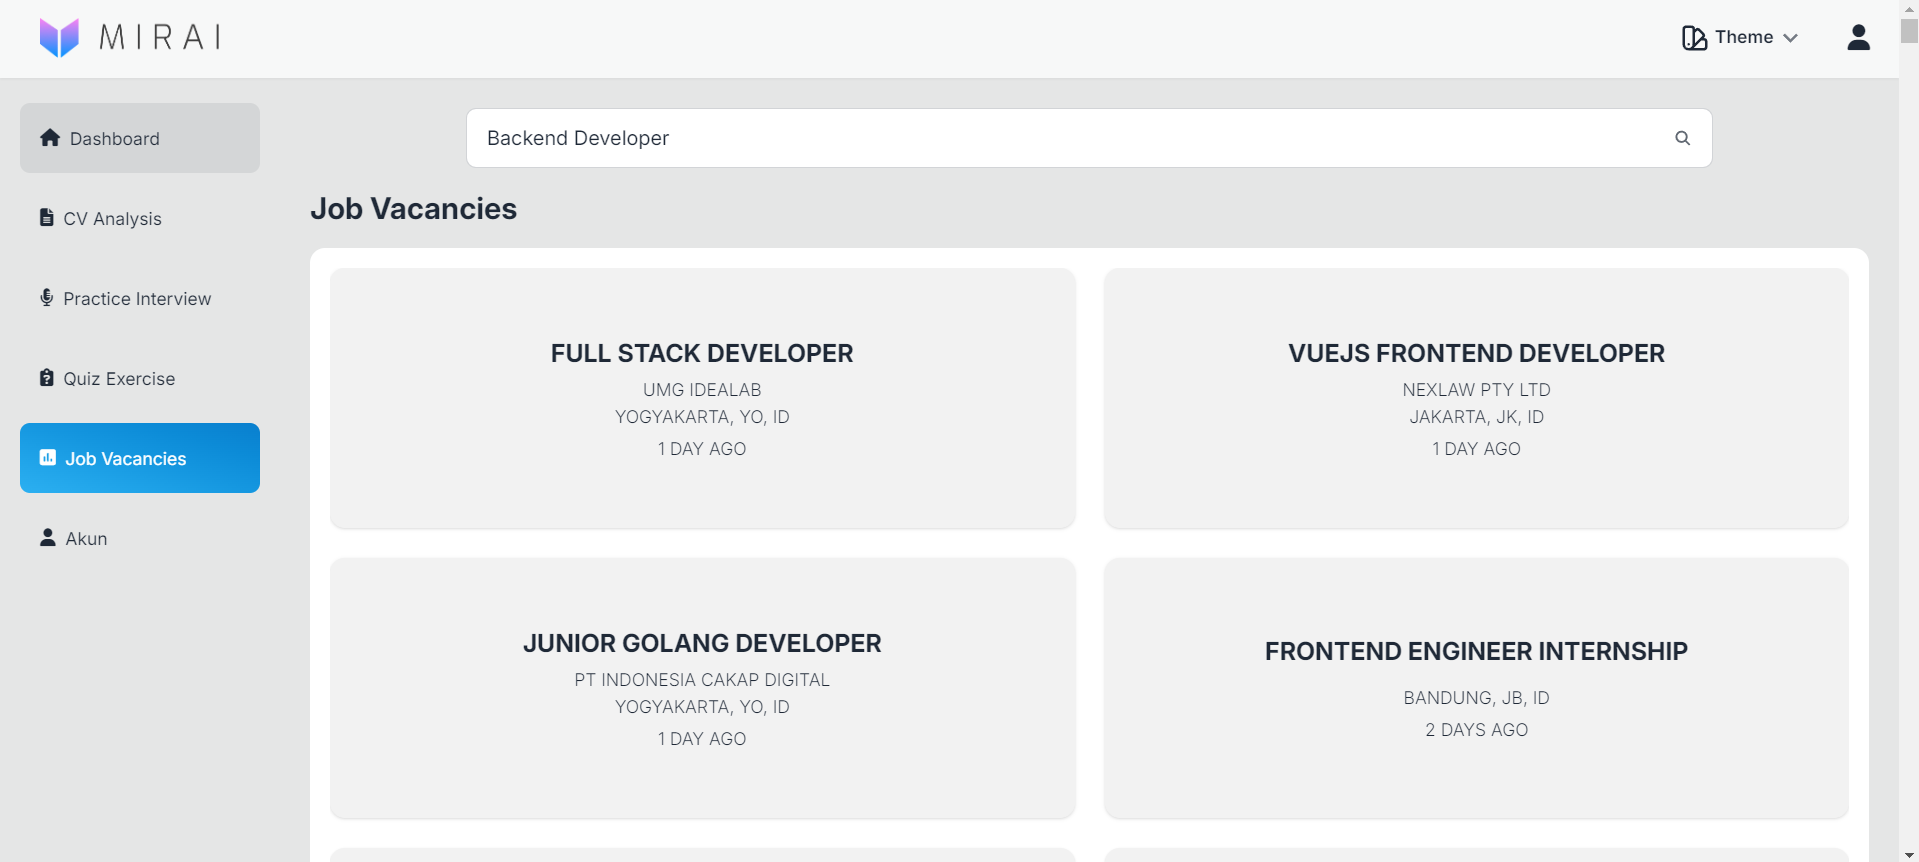 MIRAI
Theme
Dashboard
CV Analysis
Practice Interview
Quiz Exercise
Job Vacancies
Akun
Backend Developer
Job Vacancies
FULL STACK DEVELOPER
UMG IDEALAB
YOGYAKARTA, YO, ID
1 DAY AGO
VUEJS FRONTEND DEVELOPER
NEXLAW PTY LTD
JAKARTA, JK, ID
1 DAY AGO
JUNIOR GOLANG DEVELOPER
PT INDONESIA CAKAP DIGITAL
YOGYAKARTA, YO, ID
1 DAY AGO
FRONTEND ENGINEER INTERNSHIP
BANDUNG, JB, ID
2 DAYS AGO